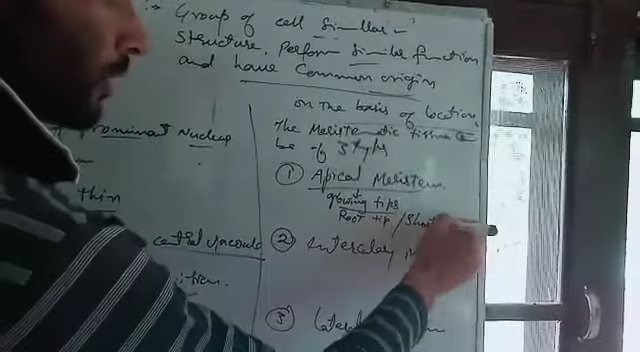 Group of cell Similar in
Structure. Perform Similar function
and have Common origin
on the basis of location,
The Meristematic tissue
be of 3 types
Prominant Nucleus
① Apical Meristem
thin
growing tips
Root tip / Shoot
central vacuole
② Intercalary
③